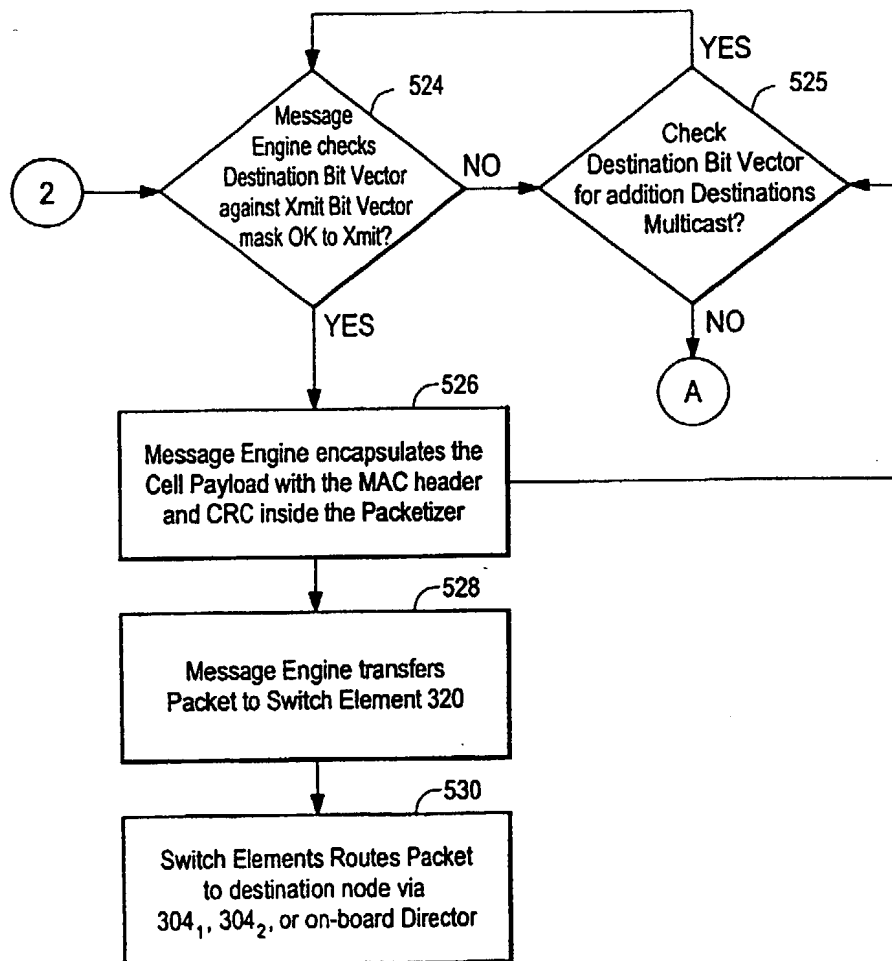 YES
524
525
Message
Engine checks
Destination Bit Vector
against Xmit Bit Vector
mask OK to Xmit?
2
NO
Check
Destination Bit Vector
for addition Destinations
Multicast?
YES
NO
A
526
Message Engine encapsulates the
Cell Payload with the MAC header
and CRC inside the Packetizer
528
Message Engine transfers
Packet to Switch Element 320
530
Switch Elements Routes Packet
to destination node via
304₁, 304₂, or on-board Director